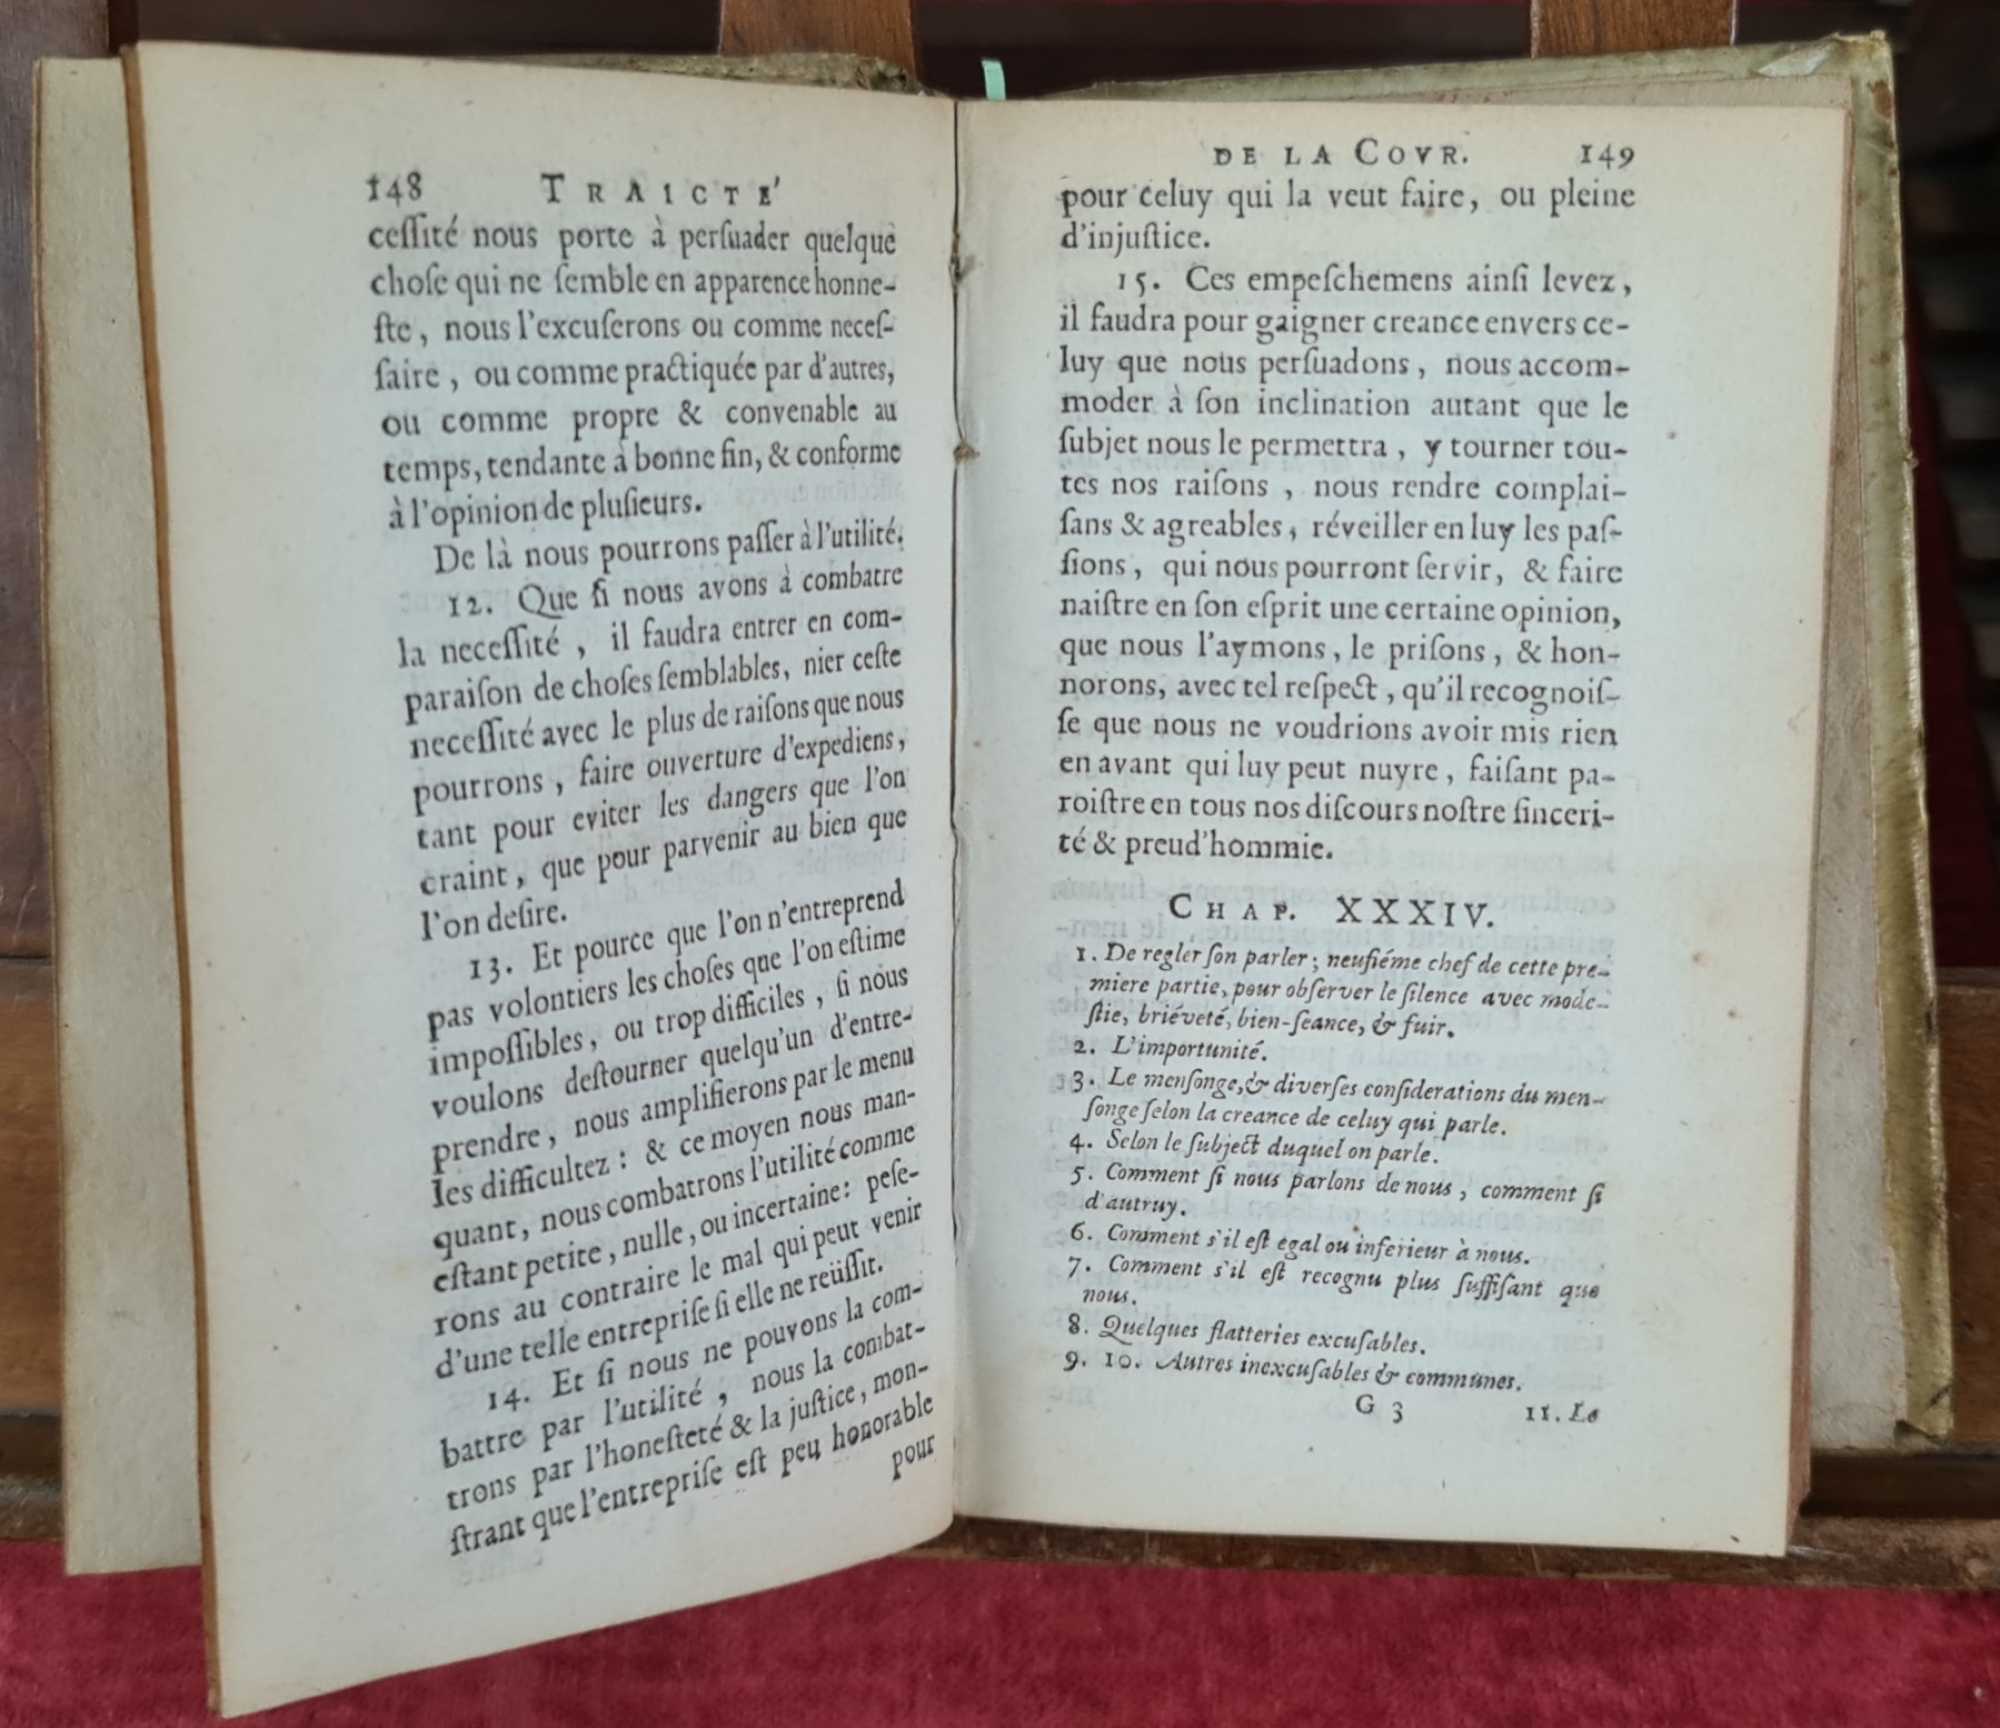 148 TRAICTE'
ceſſité nous porte à perſuader quelque
choſe qui ne ſemble en apparence honne-
ſte, nous l'excuſerons ou comme neceſ-
ſaire, ou comme practiquée par d'autres,
ou comme propre & convenable au
temps, tendante à bonne fin, & conforme
à l'opinion de pluſieurs.
De là nous pourrons paſſer à l'utilité.
12. Que ſi nous avons à combatre
la neceſſité, il faudra entrer en com-
paraiſon de choſes ſemblables, nier ceſte
neceſſité avec le plus de raiſons que nous
pourrons, faire ouverture d'expediens,
tant pour eviter les dangers que l'on
craint, que pour parvenir au bien que
l'on deſire.
13. Et pource que l'on n'entreprend
pas volontiers les choſes que l'on eſtime
impoſſibles, ou trop difficiles, ſi nous
voulons deſtourner quelqu'un d'entre-
prendre, nous amplifierons par le menu
les difficultez: & ce moyen nous man-
quant, nous combatrons l'utilité comme
eſtant petite, nulle, ou incertaine: peſe-
rons au contraire le mal qui peut venir
d'une telle entrepriſe ſi elle ne reüſſit.
14. Et ſi nous ne pouvons la com-
battre par l'utilité, nous la combat-
trons par l'honeſteté & la juſtice, mon-
ſtrant que l'entrepriſe eſt peu honorable
pour
DE LA COVR. 149
pour celuy qui la veut faire, ou pleine
d'injuſtice.
15. Ces empeſchemens ainſi levez,
il faudra pour gaigner creance envers ce-
luy que nous perſuadons, nous accom-
moder à ſon inclination autant que le
ſubjet nous le permettra, y tourner tou-
tes nos raiſons, nous rendre complai-
ſans & agreables, réveiller en luy les paſ-
ſions, qui nous pourront ſervir, & faire
naiſtre en ſon eſprit une certaine opinion,
que nous l'aymons, le priſons, & hon-
norons, avec tel reſpect, qu'il recognoiſ-
ſe que nous ne voudrions avoir mis rien
en avant qui luy peut nuyre, faiſant pa-
roiſtre en tous nos diſcours noſtre ſinceri-
té & preud'hommie.
CHAP. XXXIV.
1. De regler ſon parler; neufiéme chef de cette pre-
miere partie, pour obſerver le ſilence avec mode-
ſtie, briéveté, bien-ſeance, & fuir.
2. L'importunité.
3. Le menſonge, & diverſes conſiderations du men-
ſonge ſelon la creance de celuy qui parle.
4. Selon le ſubject duquel on parle.
5. Comment ſi nous parlons de nous, comment ſi
d'autruy.
6. Comment s'il eſt egal ou inferieur à nous.
7. Comment s'il eſt recognu plus ſuffiſant que
nous.
8. Quelques flatteries excuſables.
9. 10. Autres inexcuſables & communes.
G 3 11. Le